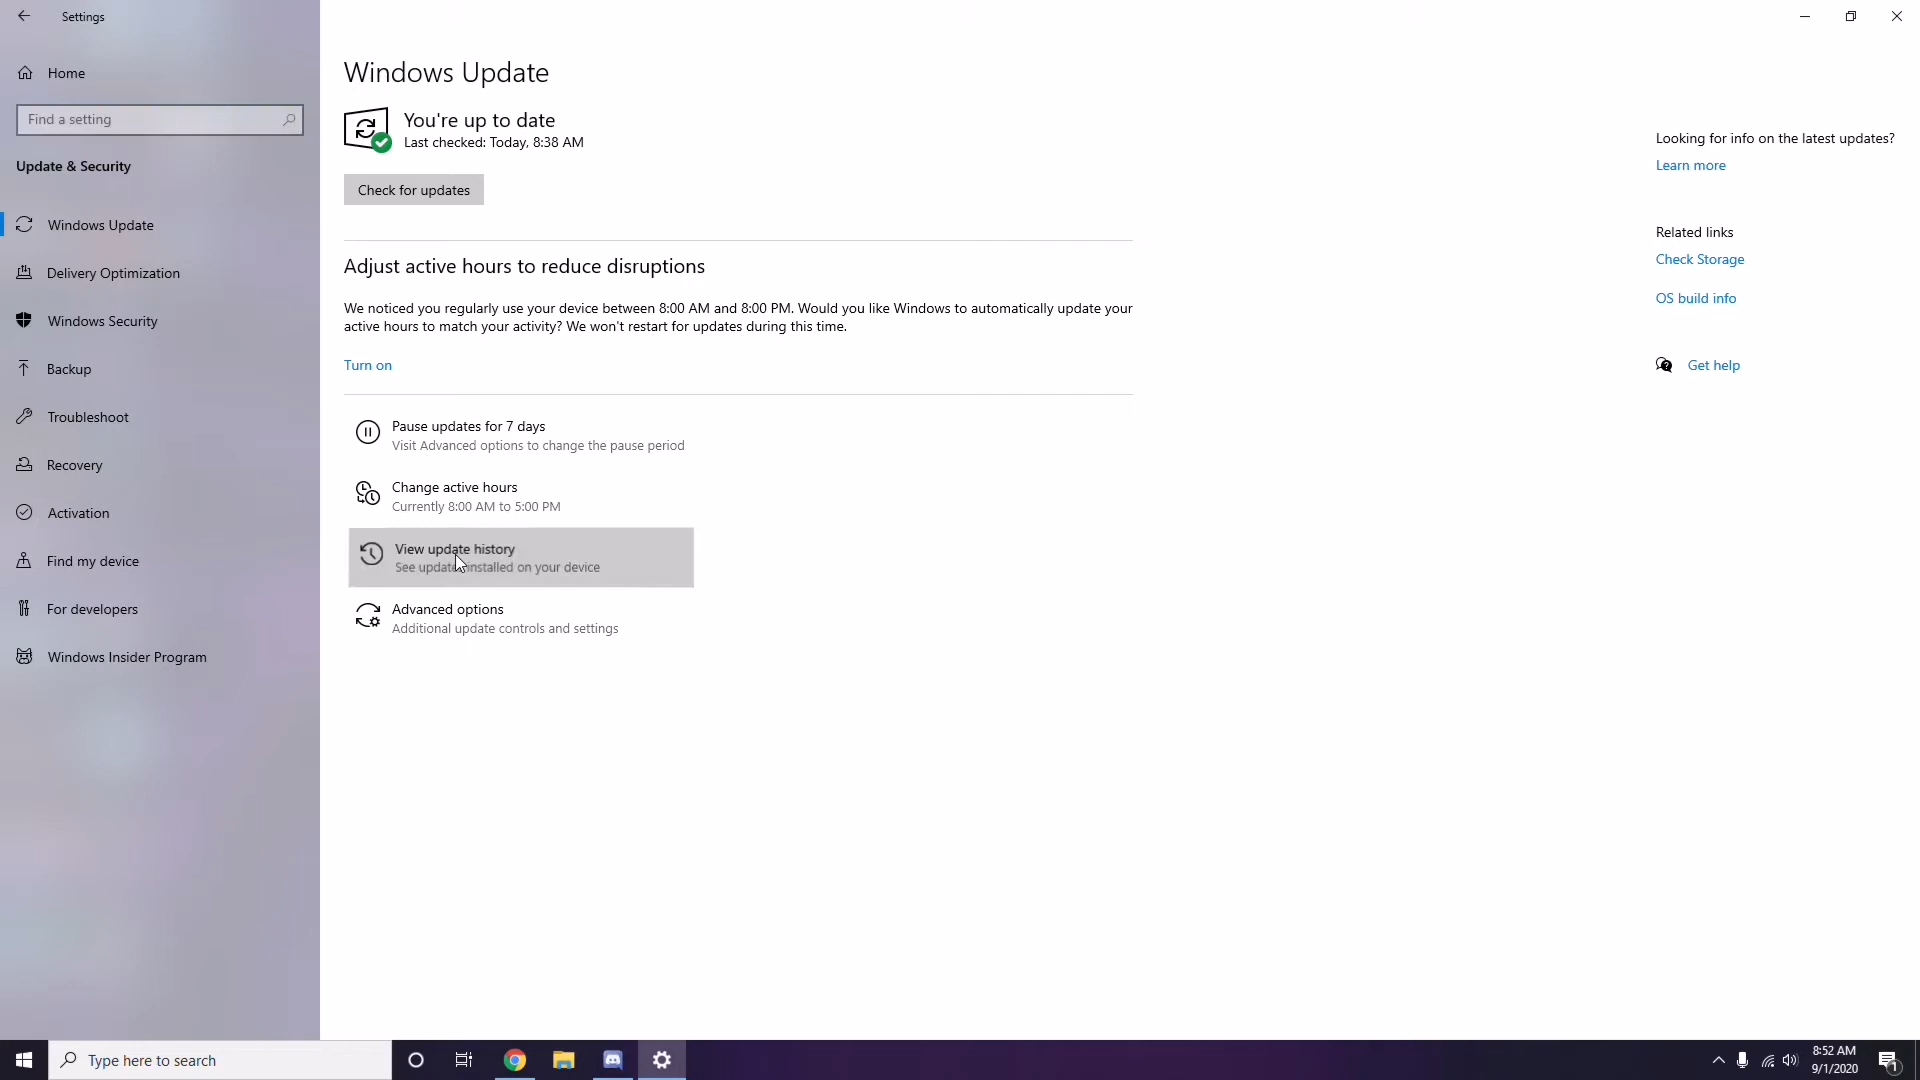 Settings
Home
Find a setting
Update & Security
Windows Update
Delivery Optimization
Windows Security
Backup
Troubleshoot
Recovery
Activation
Find my device
For developers
Windows Insider Program
Windows Update
You're up to date
Last checked: Today, 8:38 AM
Check for updates
Adjust active hours to reduce disruptions
We noticed you regularly use your device between 8:00 AM and 8:00 PM. Would you like Windows to automatically update your
active hours to match your activity? We won't restart for updates during this time.
Turn on
Pause updates for 7 days
Visit Advanced options to change the pause period
Change active hours
Currently 8:00 AM to 5:00 PM
View update history
See updates installed on your device
Advanced options
Additional update controls and settings
Looking for info on the latest updates?
Learn more
Related links
Check Storage
OS build info
Get help
Type here to search
8:52 AM
9/1/2020
1